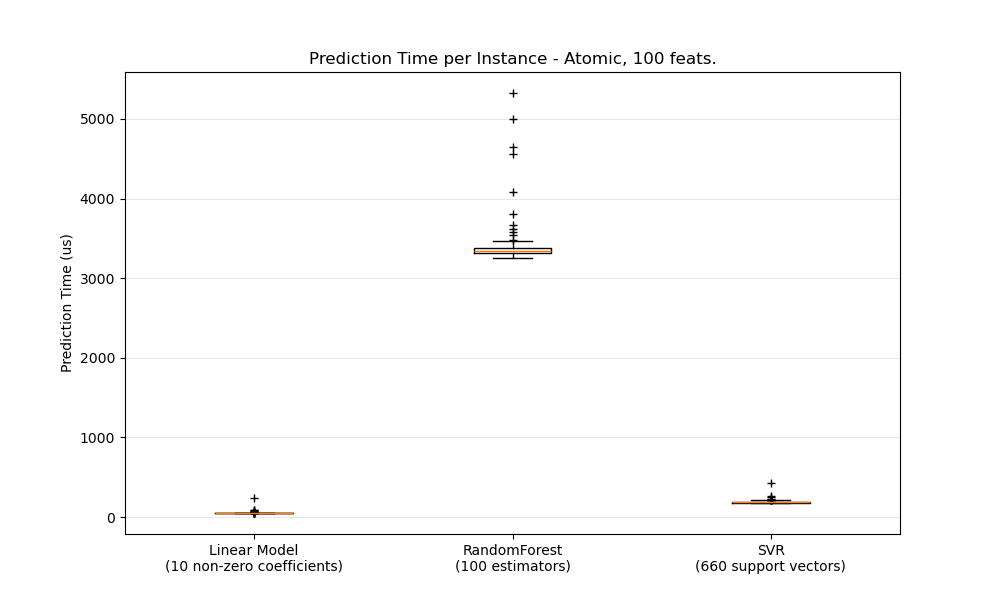 Prediction Time per Instance - Atomic, 100 feats.
Prediction Time (us)
5000
4000
3000
2000
1000
0
Linear Model
(10 non-zero coefficients)
RandomForest
(100 estimators)
SVR
(660 support vectors)